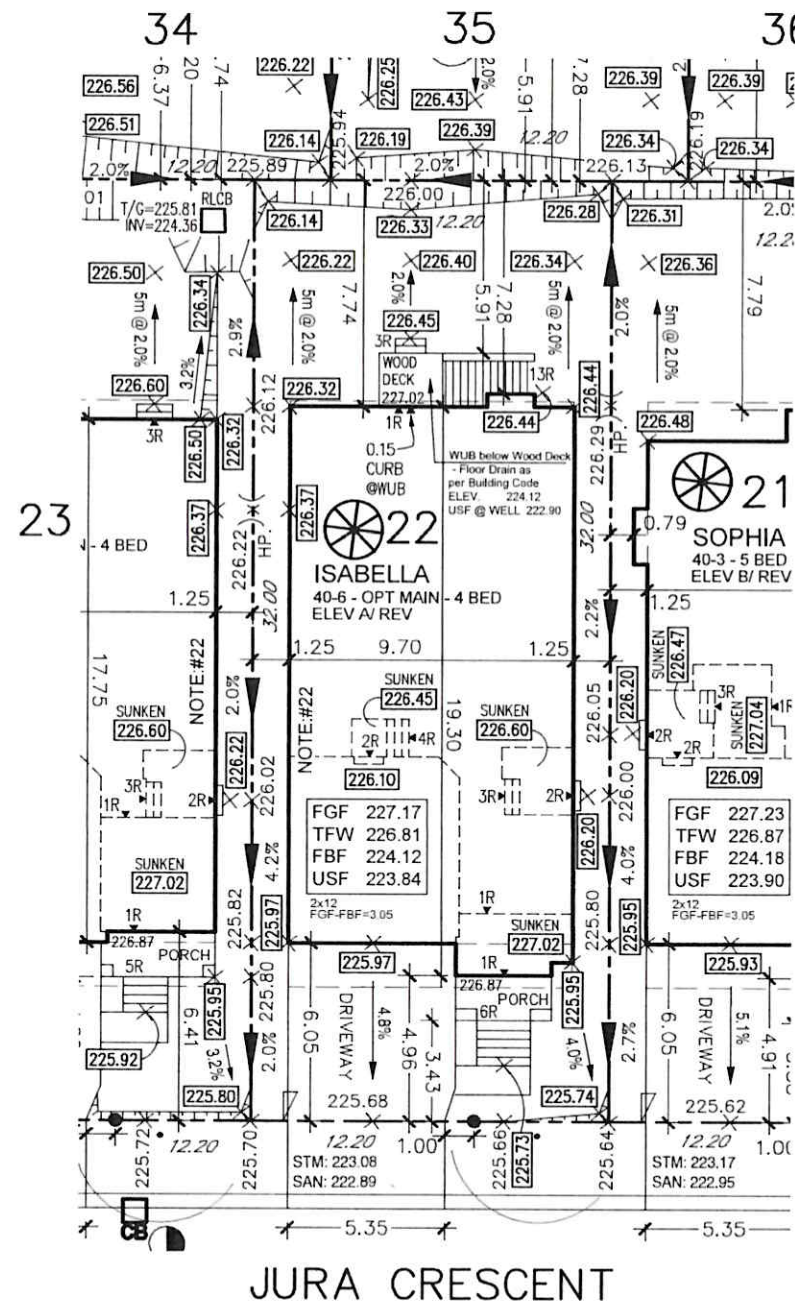 34 35
226.22
226.56
-6.37
20
.74
226.25
2.0%
226.43
-5.91
7.28
226.39
226.39
226.51
226.14
225.94
226.19
226.39
226.34
226.19
226.34
2.0%
12.20
225.89
2.0%
12.20
226.13
RLCB
226.00
01
T/G=225.81
INV=224.36
226.14
226.33
12.20
226.28
226.31
226.50
226.22
226.40
226.34
226.36
5m @ 2.0%
226.34
3.2%
2.9%
5m @ 2.0%
7.74
2.0%
5.91
7.28
5m @ 2.0%
2.0%
5m @ 2.0%
7.79
226.45
3R
WOOD
DECK
227.02
1R
13R
226.60
3R
226.50
226.32
226.12
226.32
226.44
226.44
226.29
HP.
226.48
0.15
CURB
@WUB
WUB below Wood Deck
- Floor Drain as
per Building Code
ELEV. 224.12
USF @ WELL 222.90
23
226.37
226.22
HP.
32.00
226.37
22
32.00
0.79
21
- 4 BED
ISABELLA
40-6 - OPT MAIN - 4 BED
ELEV A/ REV
SOPHIA
40-3 - 5 BED
ELEV B/ REV
1.25
2.2%
1.25
1.25
9.70
1.25
17.75
NOTE:#22
2.0%
NOTE:#22
SUNKEN
226.45
19.30
SUNKEN
226.60
SUNKEN
226.60
SUNKEN
226.47
226.05
226.20
SUNKEN
227.04
3R
2R
4R
2R
2R
226.22
226.02
226.10
226.00
226.09
3R
2R
1R
3R
2R
226.20
FGF 227.17
TFW 226.81
FBF 224.12
USF 223.84
2x12
FGF-FBF=3.05
FGF 227.23
TFW 226.87
FBF 224.18
USF 223.90
2x12
FGF-FBF=3.05
4.2%
4.0%
SUNKEN
227.02
1R
226.87
225.82
225.97
225.97
1R
SUNKEN
227.02
1R
226.87
225.80
225.95
225.93
PORCH
5R
225.95
225.80
PORCH
6R
225.95
225.92
6.41
3.2%
2.0%
6.05
DRIVEWAY
4.8%
4.96
3.43
4.0%
2.7%
6.05
DRIVEWAY
5.1%
4.91
225.80
225.68
225.74
225.62
225.72
12.20
225.70
12.20
1.00
225.66
225.73
225.64
12.20
STM: 223.08
SAN: 222.89
STM: 223.17
SAN: 222.95
CB
5.35
5.35
JURA CRESCENT